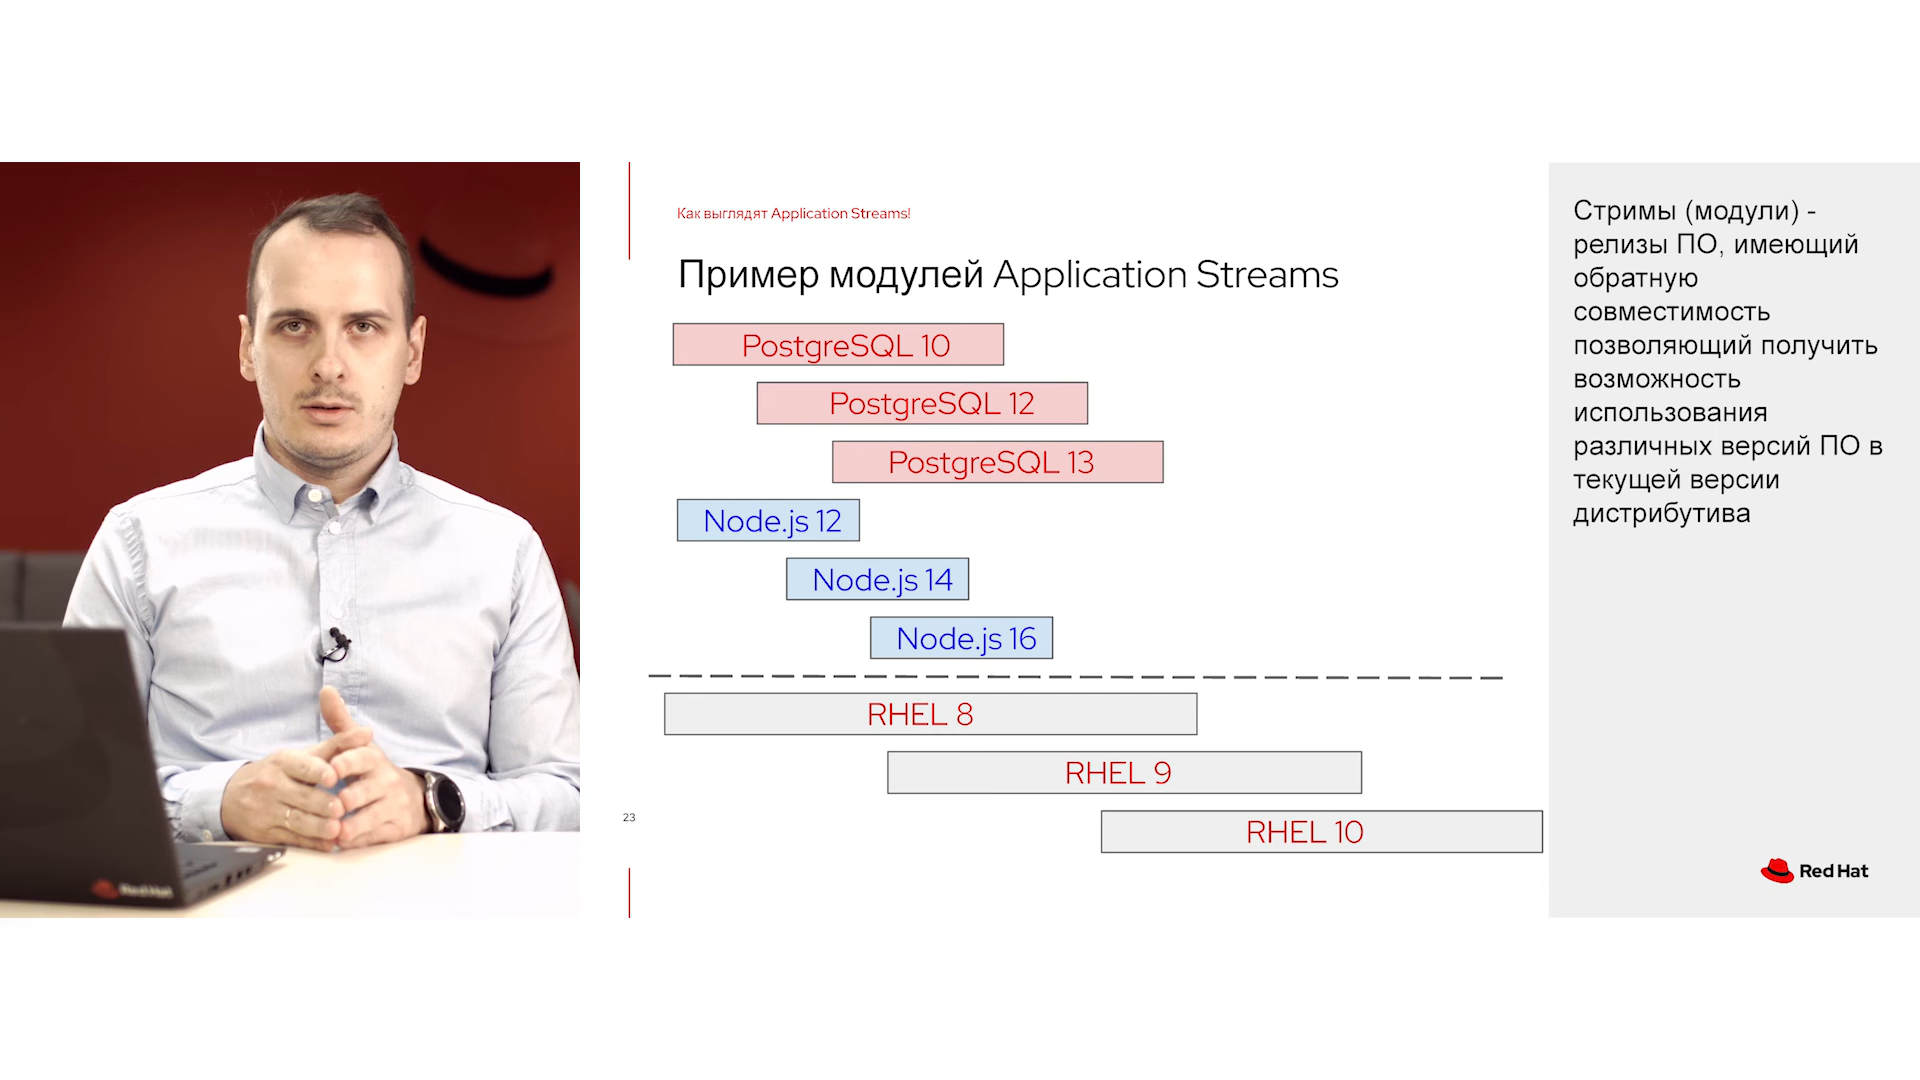 Как выглядят Application Streams!
Пример модулей Application Streams
PostgreSQL 10
PostgreSQL 12
PostgreSQL 13
Node.js 12
Node.js 14
Node.js 16
RHEL 8
RHEL 9
RHEL 10
23
Стримы (модули) -
релизы ПО, имеющий
обратную
совместимость
позволяющий получить
возможность
использования
различных версий ПО в
текущей версии
дистрибутива
Red Hat
Red Hat